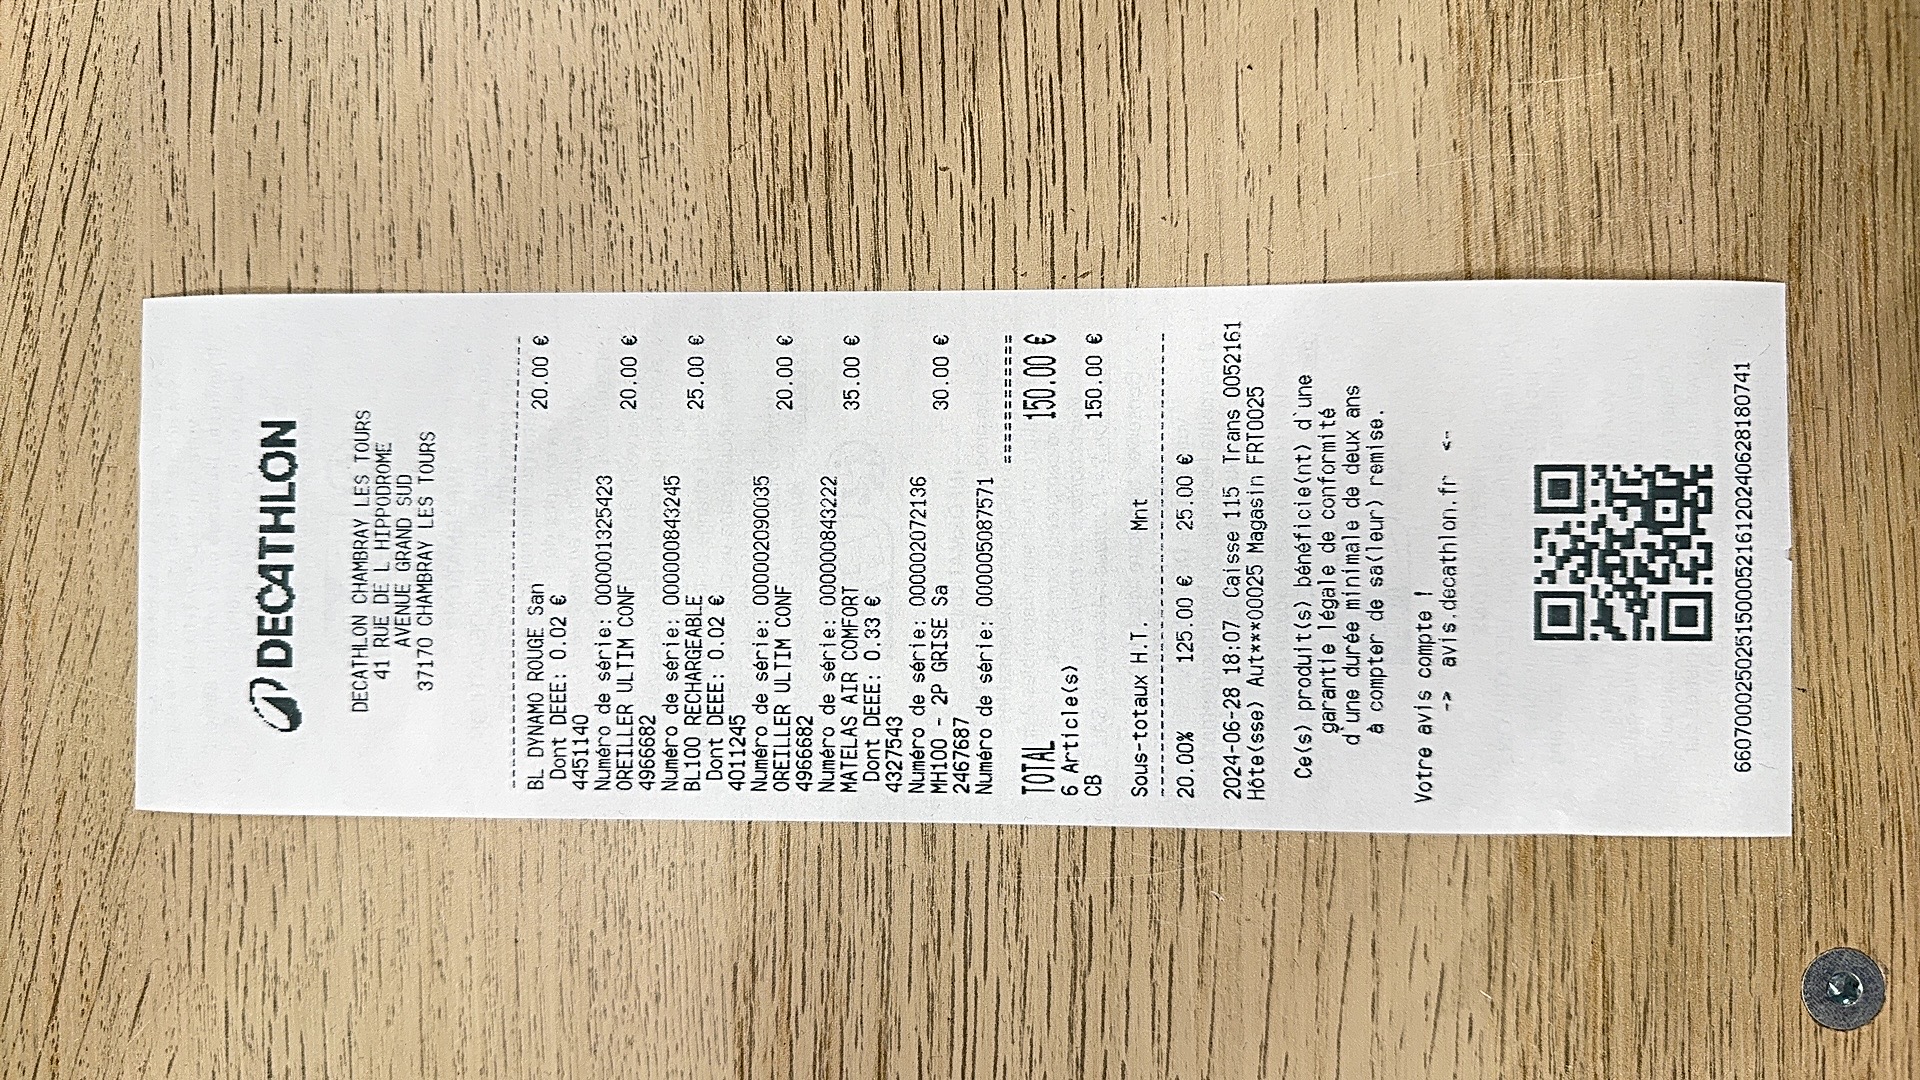 DECATHLON
DECATHLON CHAMBRAY LES TOURS
41 RUE DE L HIPPODROME
AVENUE GRAND SUD
37170 CHAMBRAY LES TOURS
BL DYNAMO ROUGE San 20.00 €
Dont DEEE: 0.02 €
4451140
Numéro de série: 000001325423
OREILLER ULTIM CONF 20.00 €
4966682
Numéro de série: 000000843245
BL100 RECHARGEABLE 25.00 €
Dont DEEE: 0.02 €
4011245
Numéro de série: 000002090035
OREILLER ULTIM CONF 20.00 €
4966682
Numéro de série: 000000843222
MATELAS AIR COMFORT 35.00 €
Dont DEEE: 0.33 €
4327543
Numéro de série: 000002072136
MH100 - 2P GRISE Sa 30.00 €
2467687
Numéro de série: 000005087571
===========
TOTAL 150.00 €
6 Article(s)
CB 150.00 €
Sous-totaux H.T. Mnt
20.00% 125.00 € 25.00 €
2024-06-28 18:07 Caisse 115 Trans 0052161
Hôte(sse) Aut***00025 Magasin FRT0025
Ce(s) produit(s) bénéficie(nt) d`une
garantie légale de conformité
d`une durée minimale de deux ans
à compter de sa(leur) remise.
Votre avis compte !
-> avis.decathlon.fr <-
66070002502515000521612024062818​0741